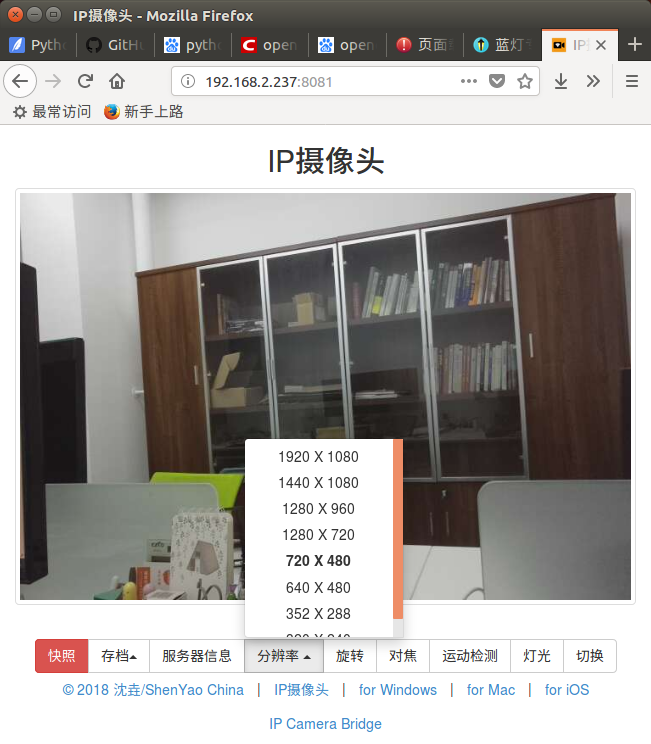 IP摄像头 - Mozilla Firefox
Pytho
GitHu
pytho
open
open
页面
蓝灯
IP
192.168.2.237:8081
最常访问 新手上路
IP摄像头
1920 X 1080
1440 X 1080
1280 X 960
1280 X 720
720 X 480
640 X 480
352 X 288
快照 存档 服务器信息 分辨率 旋转 对焦 运动检测 灯光 切换
© 2018 沈垚/ShenYao China | IP摄像头 | for Windows | for Mac | for iOS
IP Camera Bridge